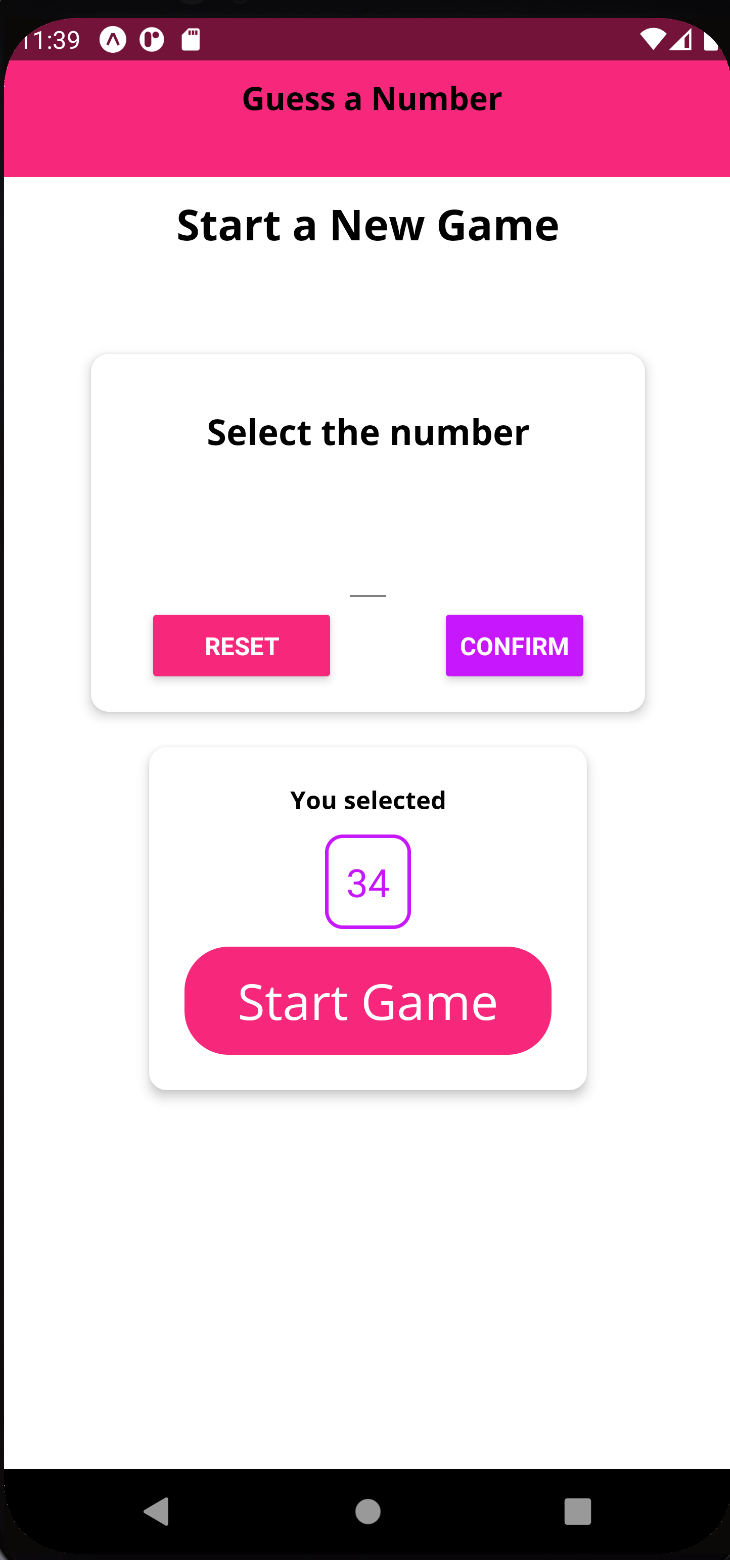 11:39
Guess a Number
Start a New Game
Select the number
RESET CONFIRM
You selected
34
Start Game